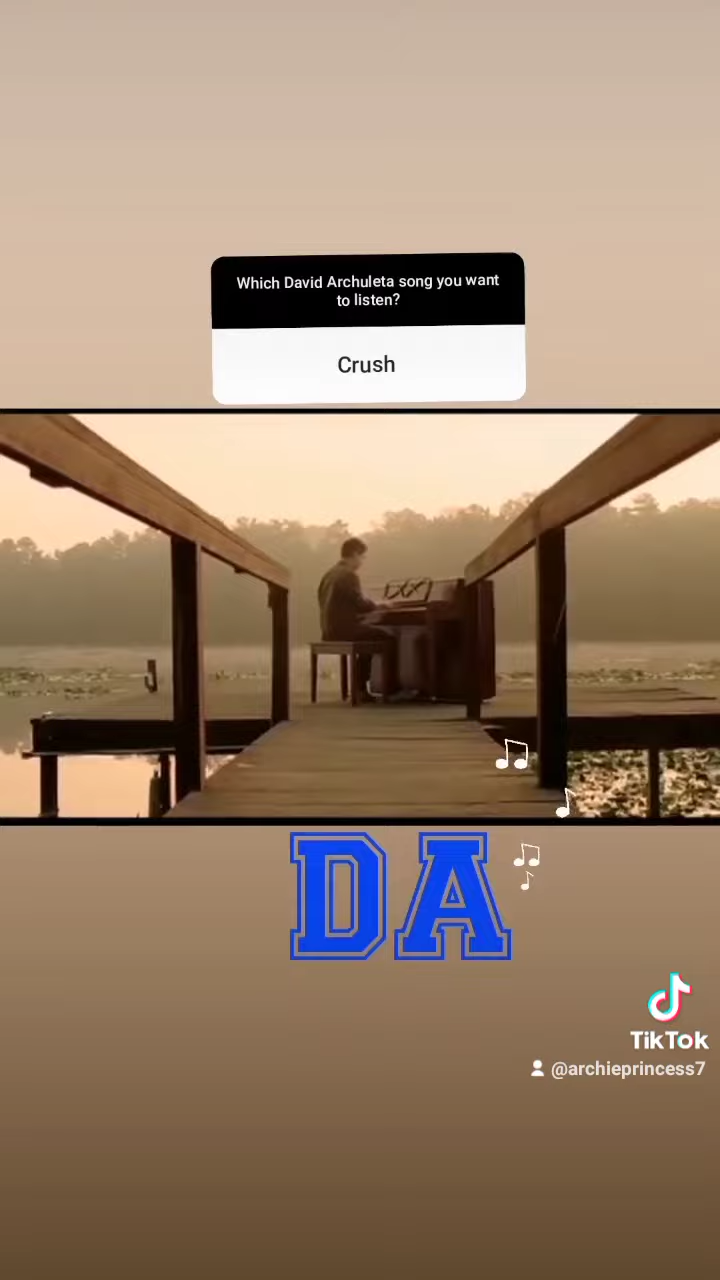 Which David Archuleta song you want
to listen?
Crush
DA
TikTok
@archieprincess7